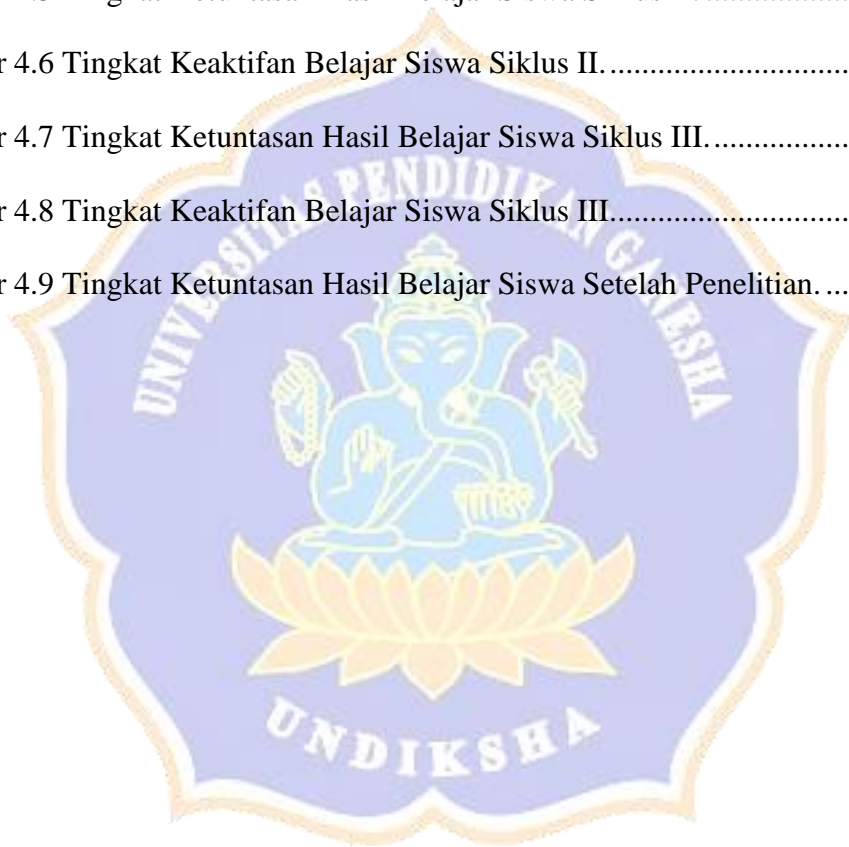 r 4.6 Tingkat Keaktifan Belajar Siswa Siklus II. ..............................
r 4.7 Tingkat Ketuntasan Hasil Belajar Siswa Siklus III. .................
r 4.8 Tingkat Keaktifan Belajar Siswa Siklus III..............................
r 4.9 Tingkat Ketuntasan Hasil Belajar Siswa Setelah Penelitian. ...
UNIVERSITAS PENDIDIKAN GANESHA
UNDIKSHA